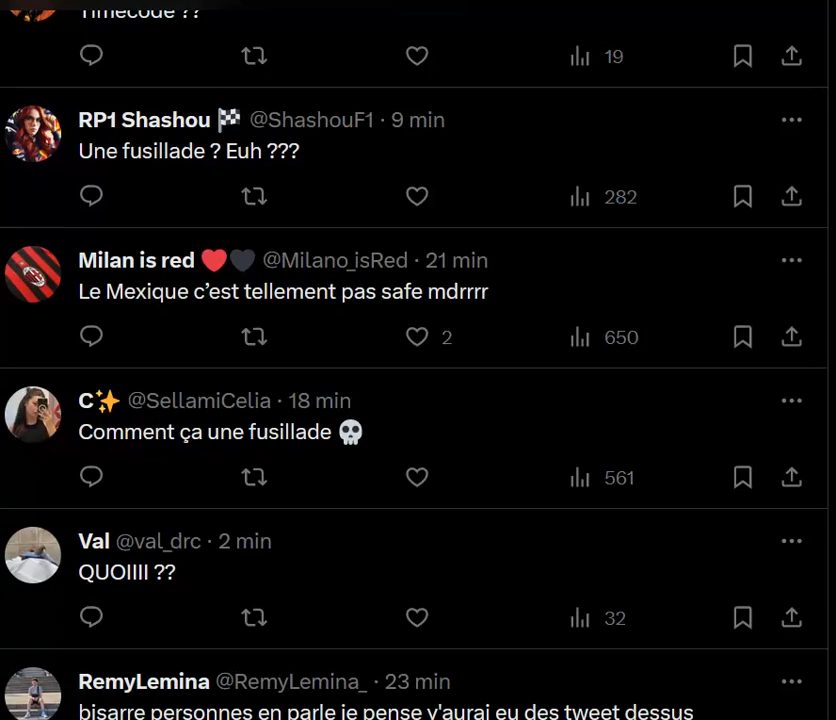 Timecode ??
19
RP1 Shashou 🏁 @ShashouF1 · 9 min
Une fusillade ? Euh ???
282
Milan is red ❤️🖤 @Milano_isRed · 21 min
Le Mexique c’est tellement pas safe mdrrrr
2 650
C✨ @SellamiCelia · 18 min
Comment ça une fusillade 💀
561
Val @val_drc · 2 min
QUOIIII ??
32
RemyLemina @RemyLemina_ · 23 min
bisarre personnes en parle je pense y'aurai eu des tweet dessus